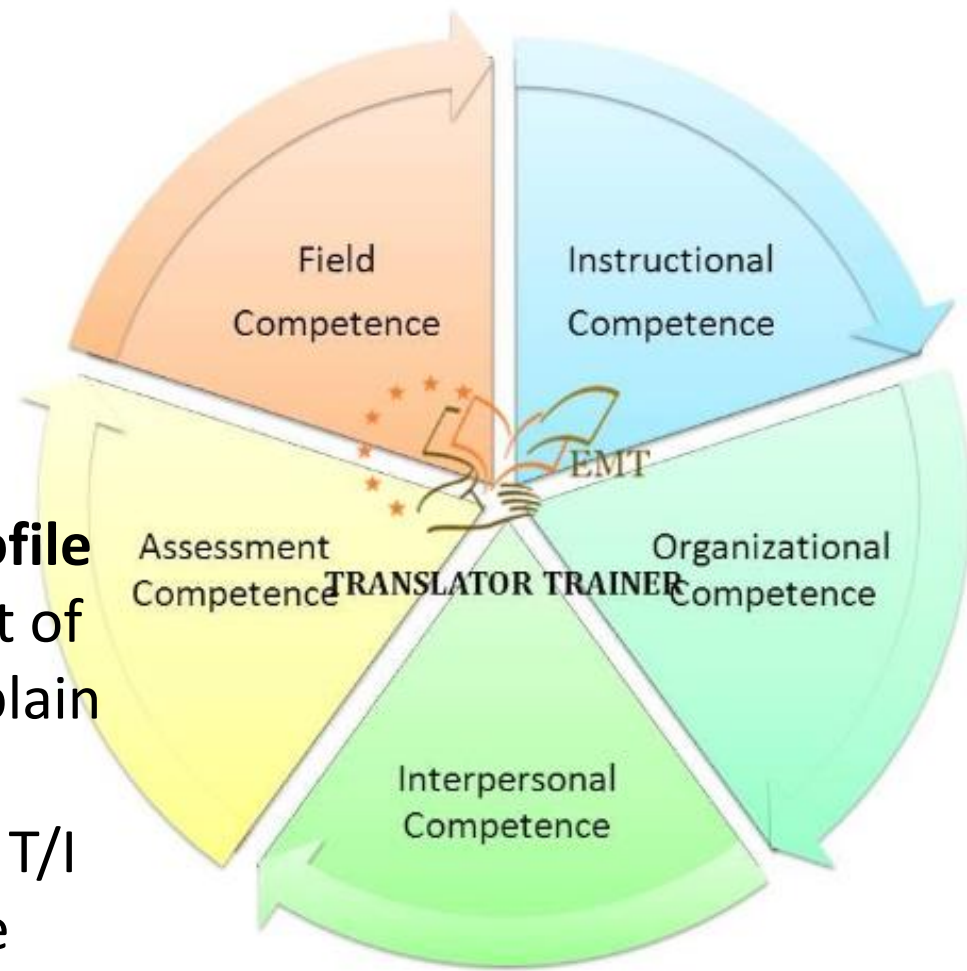 Field
Competence
Instructional
Competence
EMT
Assessment
Competence
TRANSLATOR TRAINER
Organizational
Competence
Interpersonal
Competence
ofile
t of
plain
T/I
e